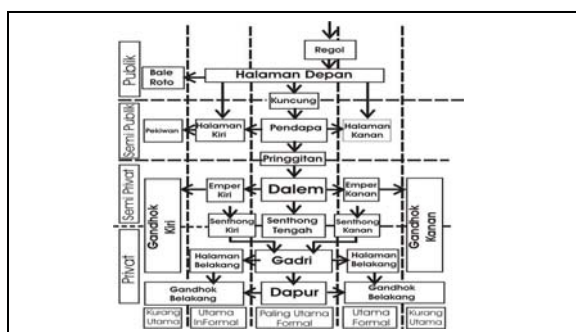 Regol
Publik
Bale
Roto
Halaman Depan
Kuncung
Semi Publik
Pekiwan
Halaman
Kiri
Pendapa
Halaman
Kanan
Pringgitan
Semi Privat
Gandhok
Kiri
Emper
Kiri
Dalem
Emper
Kanan
Gandhok
Kanan
Senthong
Kiri
Senthong
Tengah
Senthong
Kanan
Privat
Halaman
Belakang
Gadri
Halaman
Belakang
Gandhok
Belakang
Dapur
Gandhok
Belakang
Kurang
Utama
Utama
InFormal
Paling Utama
Formal
Utama
Formal
Kurang
Utama